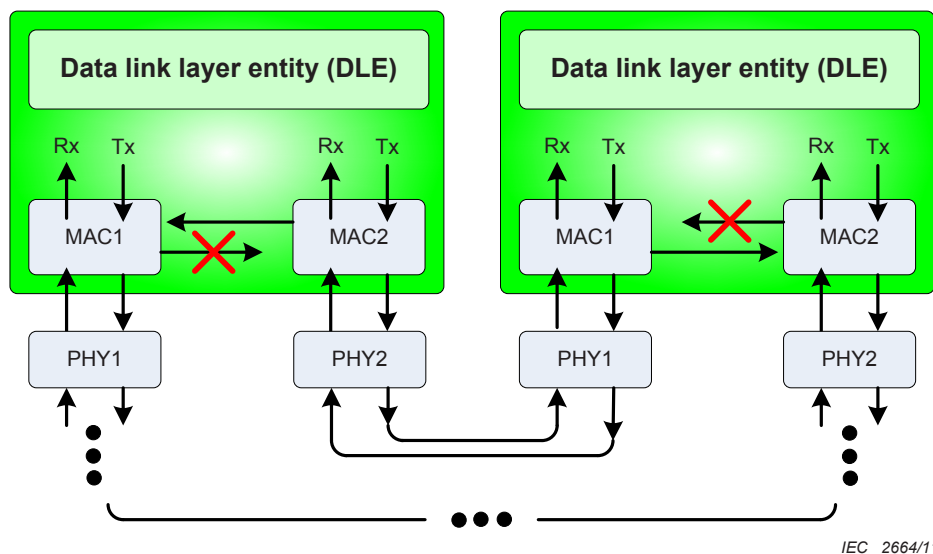 Data link layer entity (DLE) Data link layer entity (DLE)
Rx Tx Rx Tx Rx Tx Rx Tx
MAC1 MAC2 MAC1 MAC2
PHY1 PHY2 PHY1 PHY2
IEC 2664/1